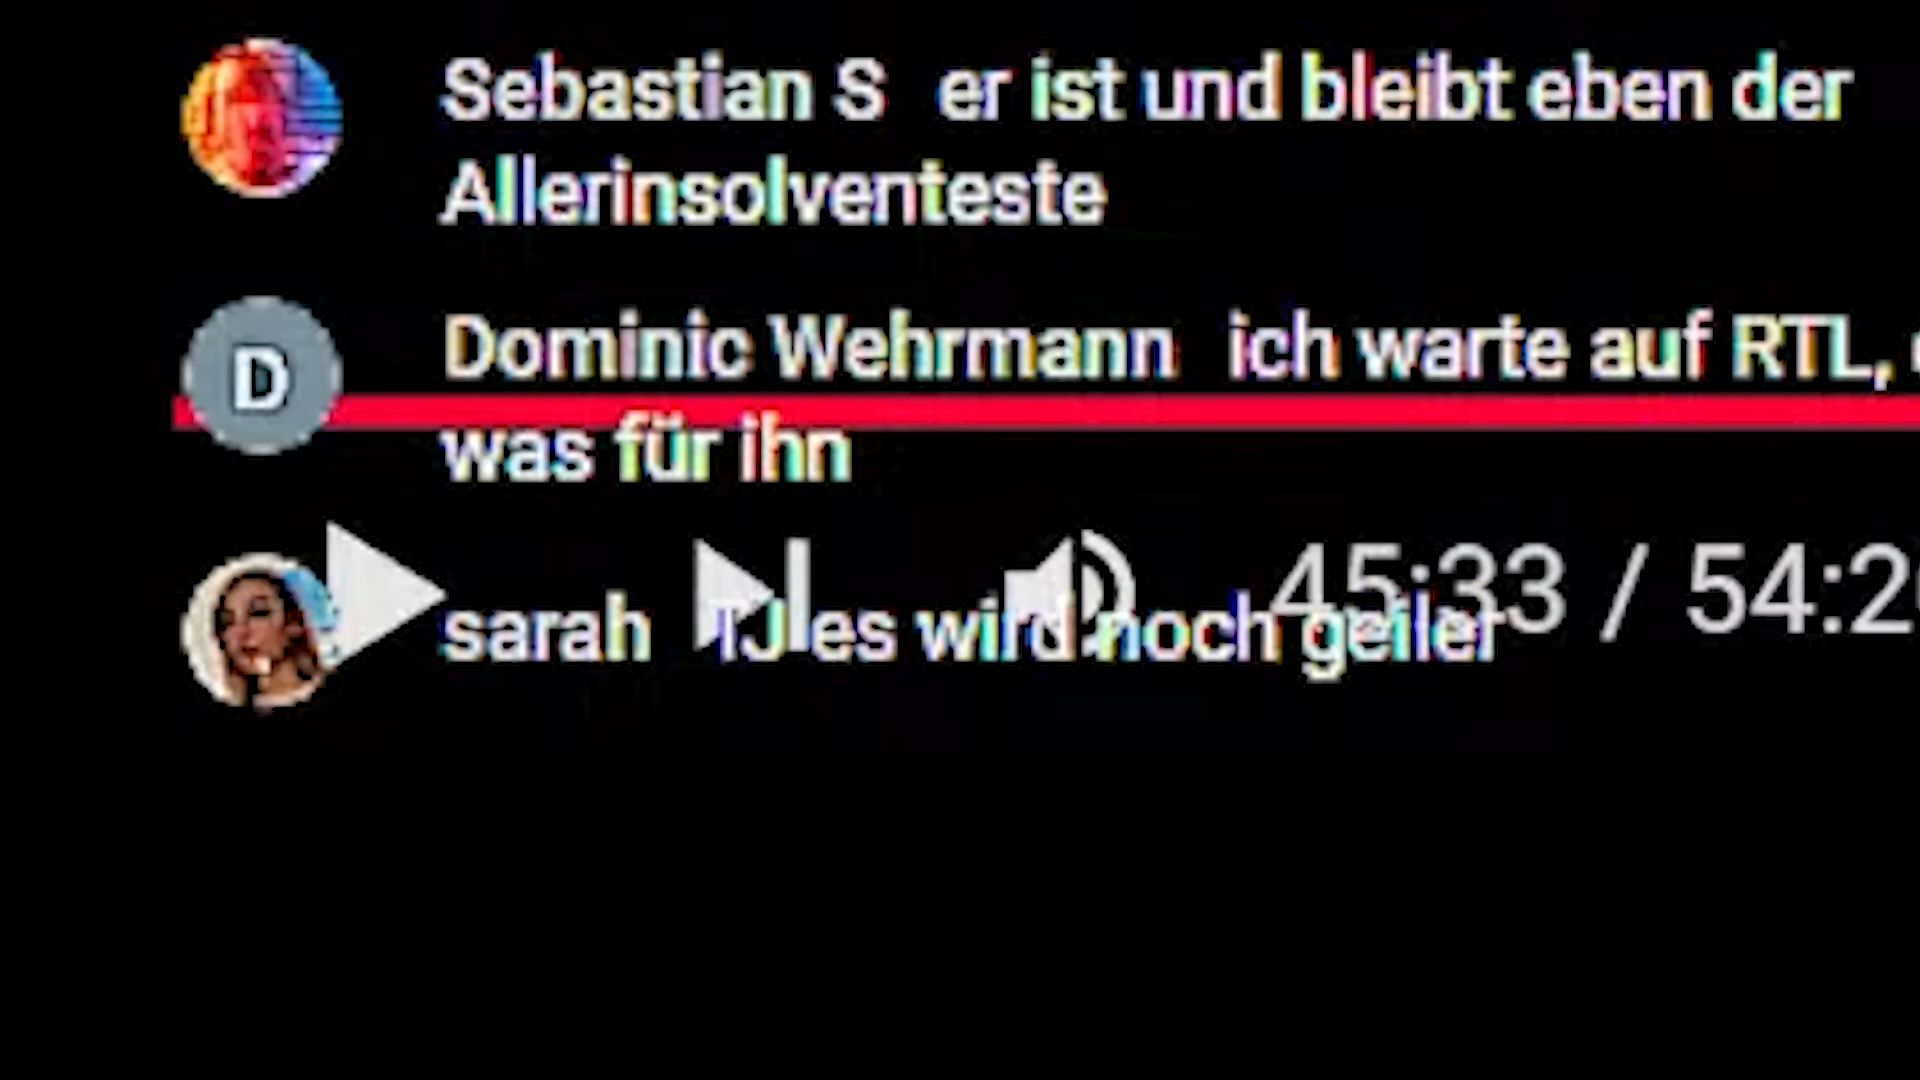 Sebastian S er ist und bleibt eben der
Allerinsolventeste
D
Dominic Wehrmann ich warte auf RTL,
was für ihn
45:33 / 54:2
sarah es wird noch geiler